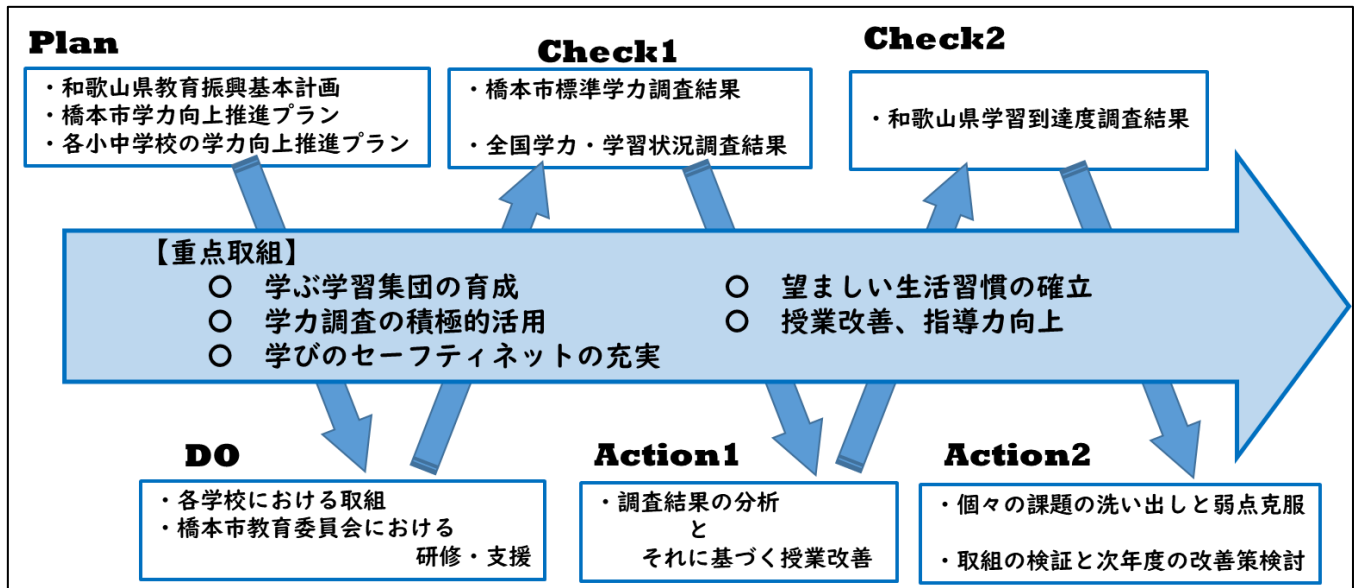 Plan
・和歌山県教育振興基本計画
・橋本市学力向上推進プラン
・各小中学校の学力向上推進プラン
Check1
・橋本市標準学力調査結果
・全国学力・学習状況調査結果
Check2
・和歌山県学習到達度調査結果
【重点取組】
○ 学ぶ学習集団の育成
○ 学力調査の積極的活用
○ 学びのセーフティネットの充実
○ 望ましい生活習慣の確立
○ 授業改善、指導力向上
DO
・各学校における取組
・橋本市教育委員会における
研修・支援
Action1
・調査結果の分析
と
それに基づく授業改善
Action2
・個々の課題の洗い出しと弱点克服
・取組の検証と次年度の改善策検討